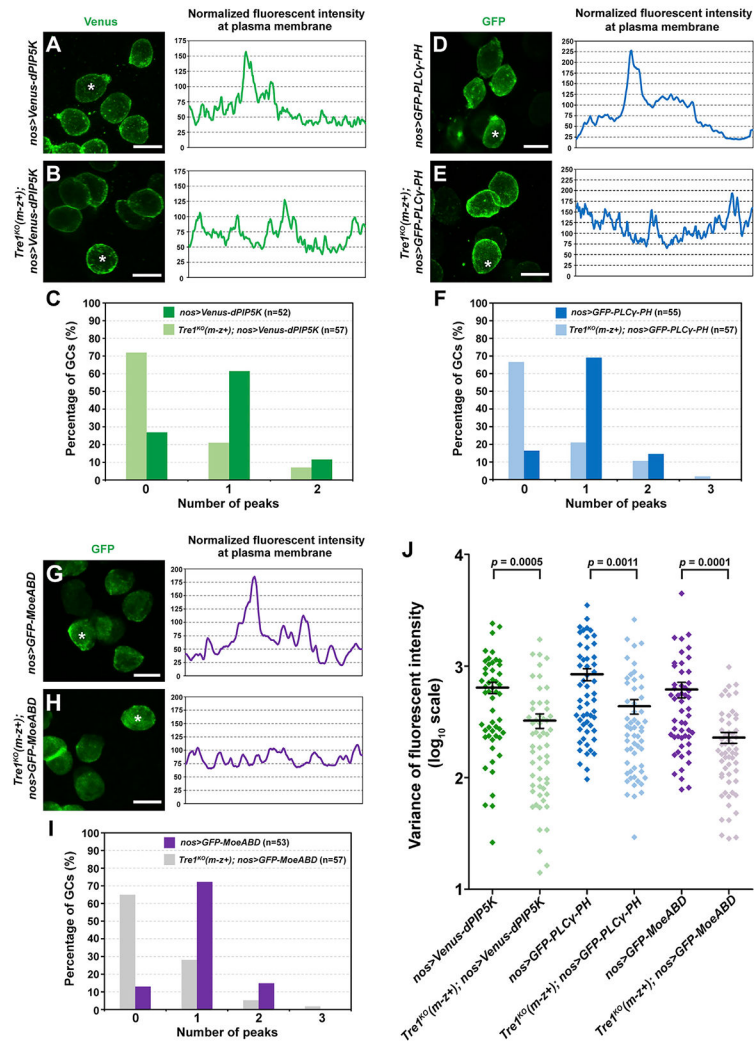 Venus
Normalized fluorescent intensity
at plasma membrane
A
nos>Venus-dPIP5K
*
175
150
125
100
75
50
25
0
B
Tre1KO(m-z+);
nos>Venus-dPIP5K
*
175
150
125
100
75
50
25
0
C
Percentage of GCs (%)
100
90
80
70
60
50
40
30
20
10
0
nos>Venus-dPIP5K (n=52)
Tre1KO(m-z+); nos>Venus-dPIP5K (n=57)
0 1 2
Number of peaks
GFP
Normalized fluorescent intensity
at plasma membrane
D
nos>GFP-PLCγ-PH
*
250
225
200
175
150
125
100
75
50
25
0
E
Tre1KO(m-z+);
nos>GFP-PLCγ-PH
*
250
225
200
175
150
125
100
75
50
25
0
F
Percentage of GCs (%)
100
90
80
70
60
50
40
30
20
10
0
nos>GFP-PLCγ-PH (n=55)
Tre1KO(m-z+); nos>GFP-PLCγ-PH (n=57)
0 1 2 3
Number of peaks
GFP
Normalized fluorescent intensity
at plasma membrane
G
nos>GFP-MoeABD
*
200
175
150
125
100
75
50
25
0
H
Tre1KO(m-z+);
nos>GFP-MoeABD
*
200
175
150
125
100
75
50
25
0
I
Percentage of GCs (%)
100
90
80
70
60
50
40
30
20
10
0
nos>GFP-MoeABD (n=53)
Tre1KO(m-z+); nos>GFP-MoeABD (n=57)
0 1 2 3
Number of peaks
J
Variance of fluorescent intensity
(log10 scale)
4
3
2
1
p = 0.0005
p = 0.0011
p = 0.0001
nos>Venus-dPIP5K
Tre1KO(m-z+); nos>Venus-dPIP5K
nos>GFP-PLCγ-PH
Tre1KO(m-z+); nos>GFP-PLCγ-PH
nos>GFP-MoeABD
Tre1KO(m-z+); nos>GFP-MoeABD